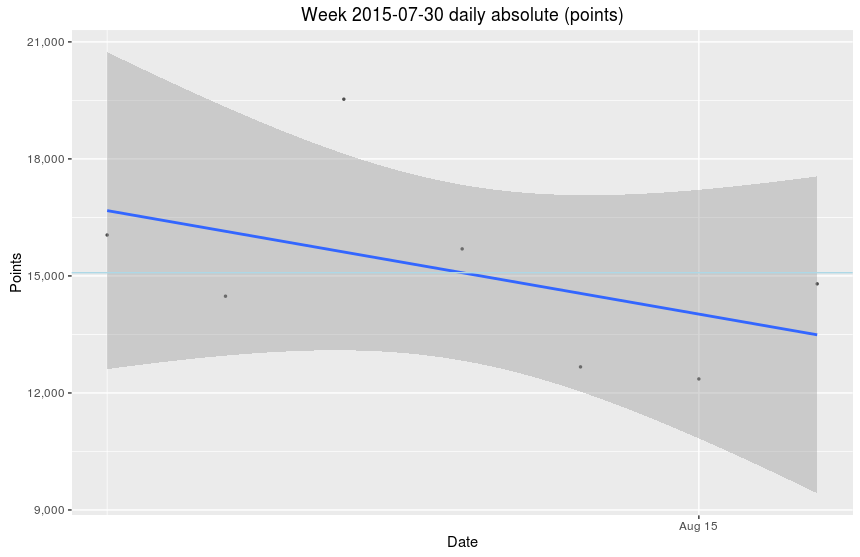 Week 2015-07-30 daily absolute (points)
21,000
18,000
15,000
12,000
9,000
Points
Aug 15
Date